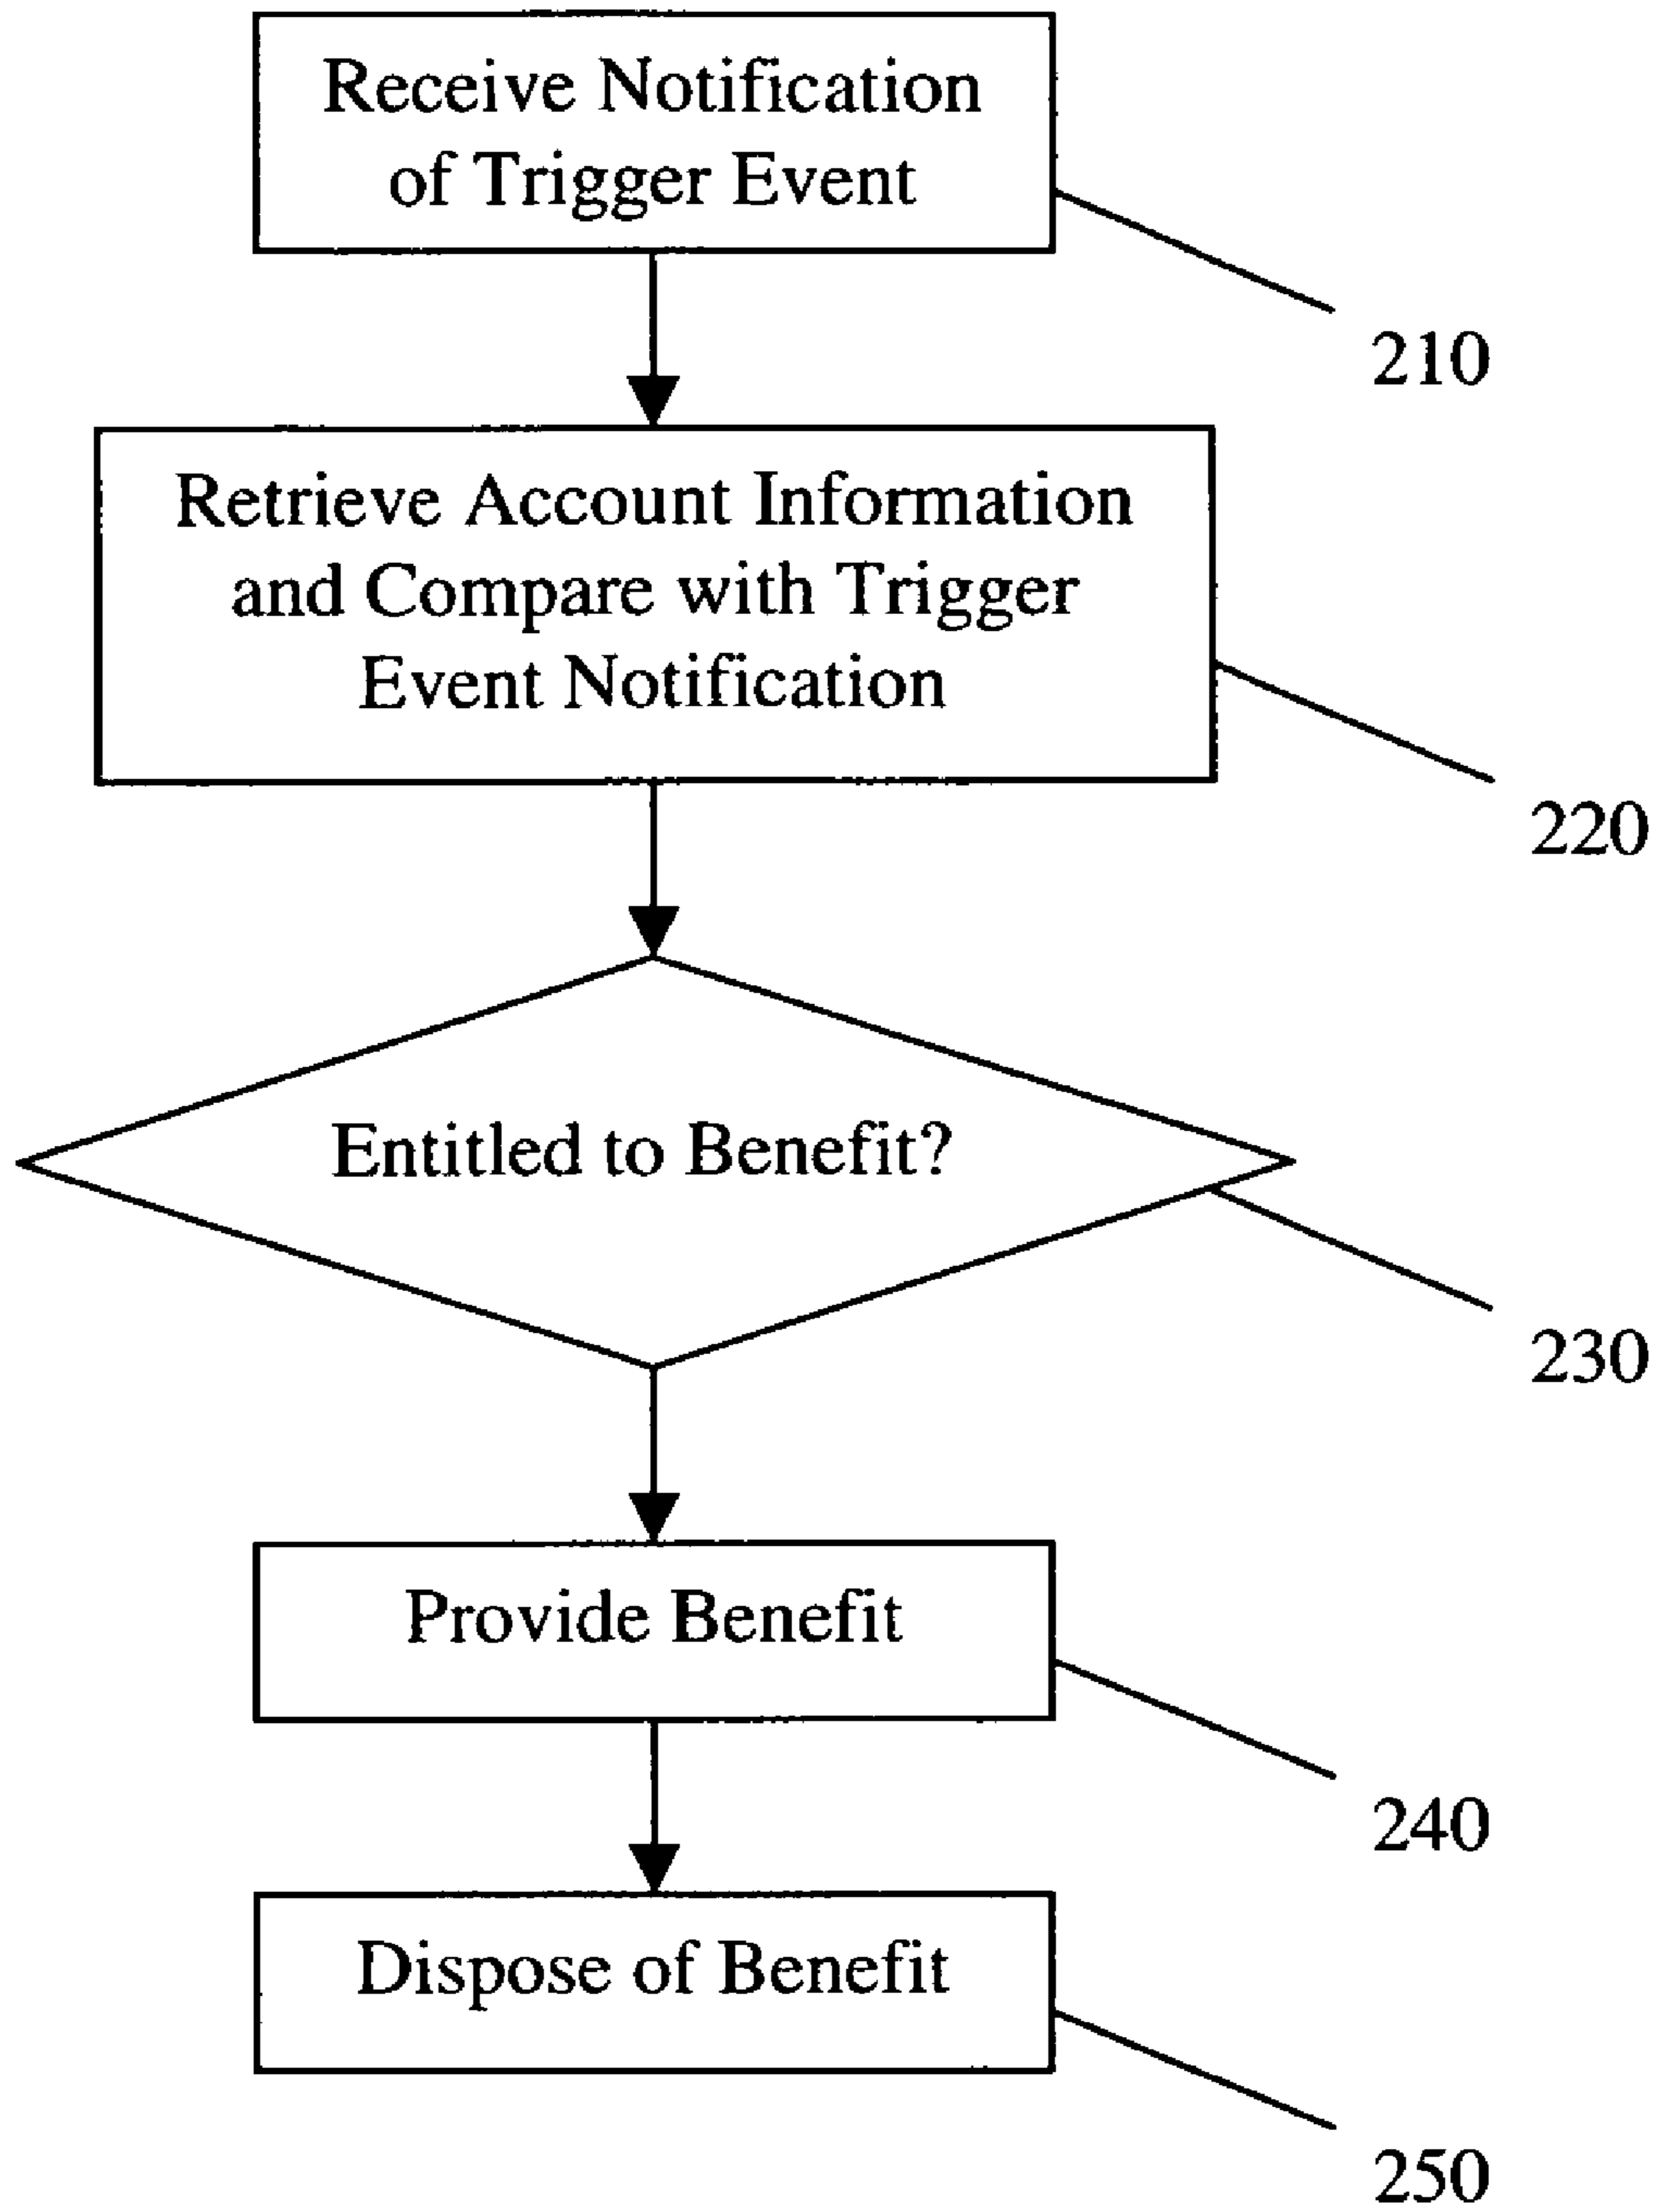 Receive Notification
of Trigger Event
210
Retrieve Account Information
and Compare with Trigger
Event Notification
220
Entitled to Benefit?
230
Provide Benefit
240
Dispose of Benefit
250